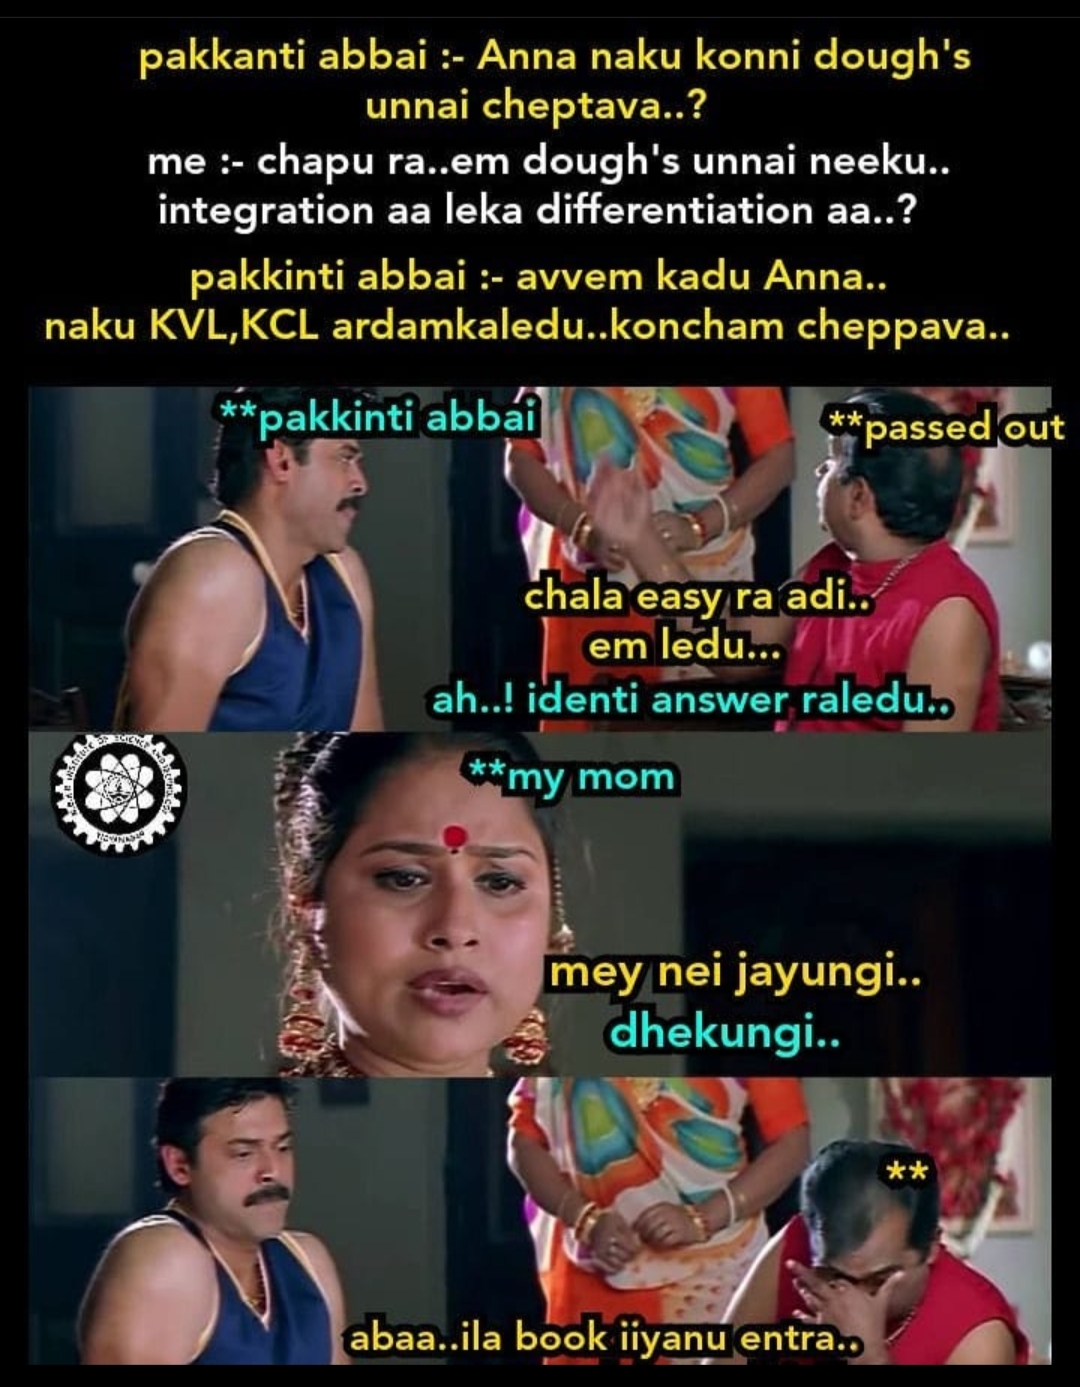 pakkanti abbai :- Anna naku konni dough's
unnai cheptava..?
me :- chapu ra..em dough's unnai neeku..
integration aa leka differentiation aa..?
pakkinti abbai :- avvem kadu Anna..
naku KVL,KCL ardamkaledu..koncham cheppava..
**pakkinti abbai
**passed out
chala easy ra adi..
em ledu...
ah..! identi answer raledu..
**my mom
mey nei jayungi..
dhekungi..
**
abaa..ila book iiyanu entra..